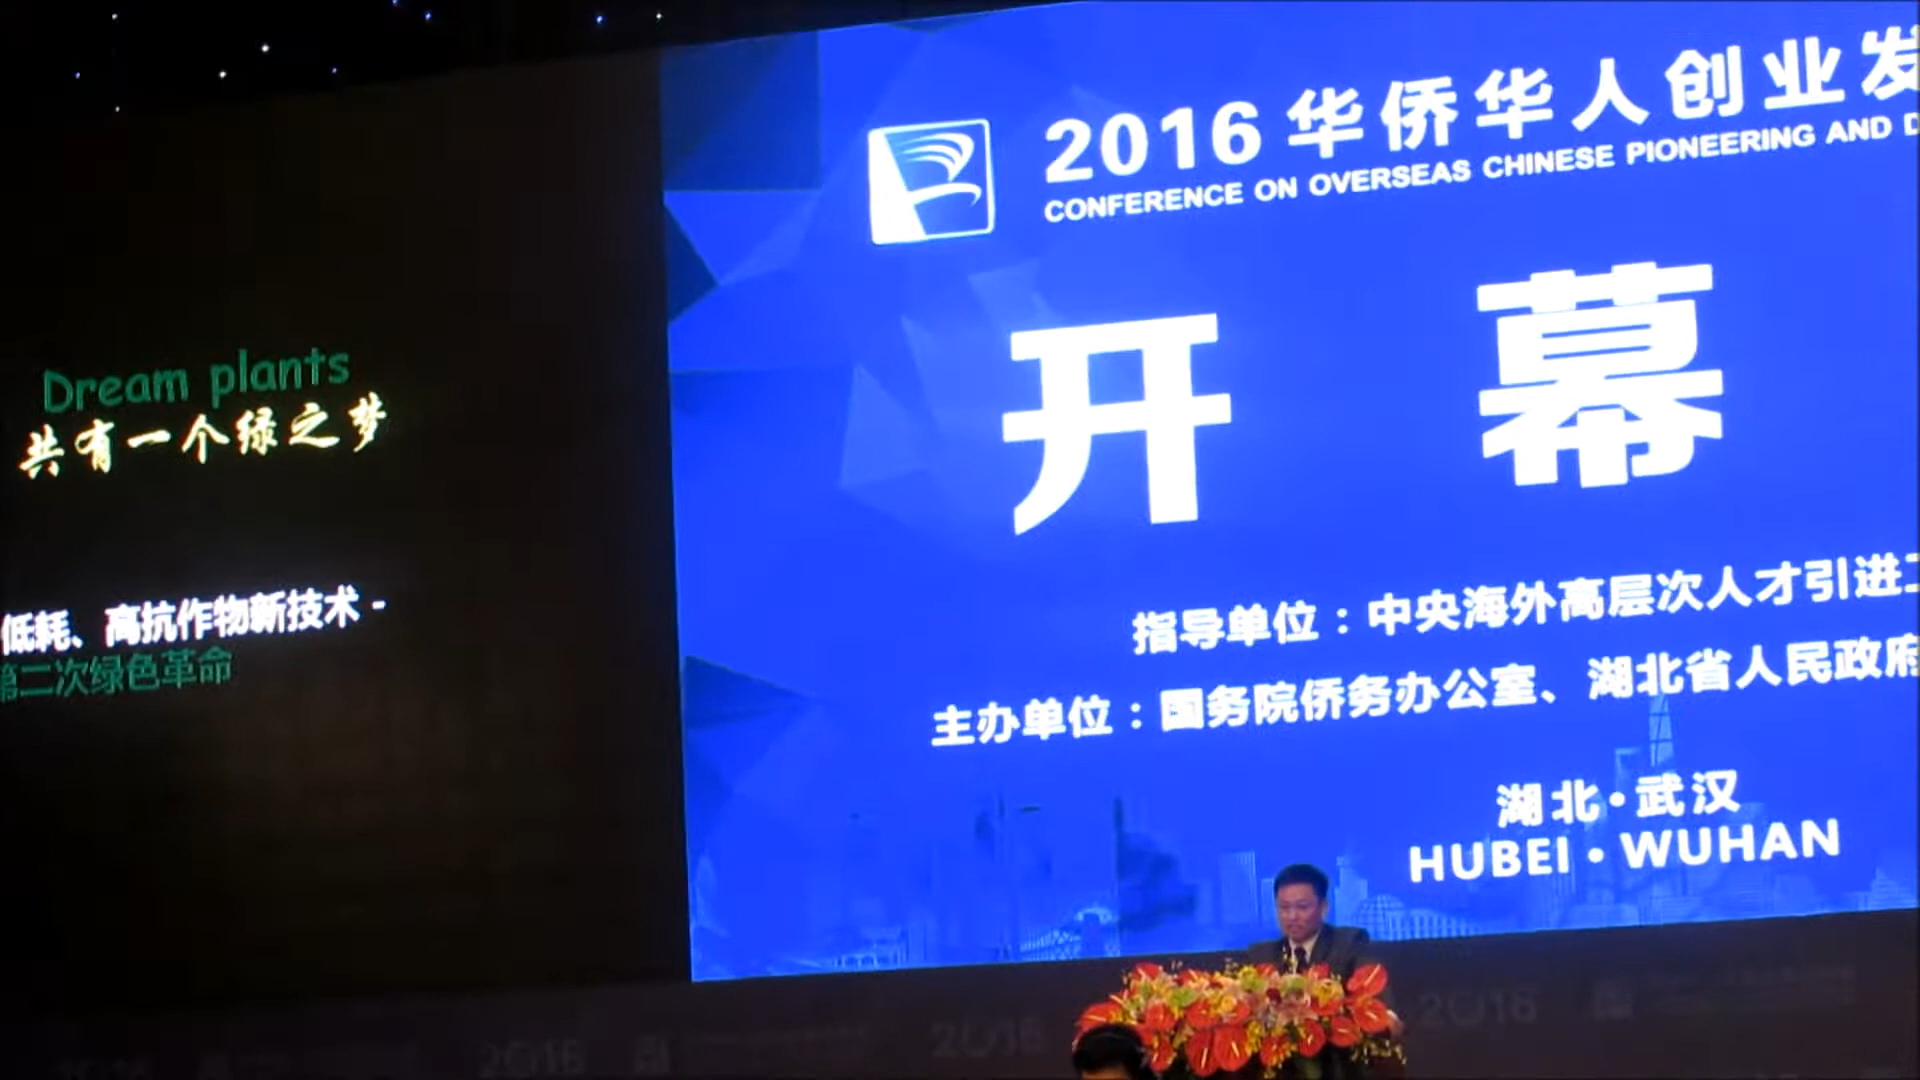 Dream plants
共有一个绿之梦
低耗、高抗作物新技术 -
第二次绿色革命
2016 华侨华人创业发
CONFERENCE ON OVERSEAS CHINESE PIONEERING AND D
开 幕
指导单位：中央海外高层次人才引进工
主办单位：国务院侨务办公室、湖北省人民政府
湖北·武汉
HUBEI · WUHAN
2016
2016
2016